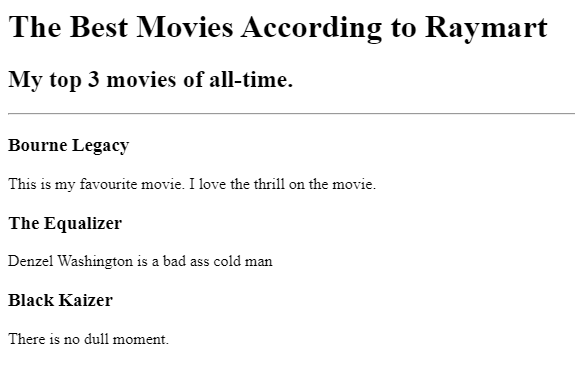 The Best Movies According to Raymart
My top 3 movies of all-time.
Bourne Legacy
This is my favourite movie. I love the thrill on the movie.
The Equalizer
Denzel Washington is a bad ass cold man
Black Kaizer
There is no dull moment.